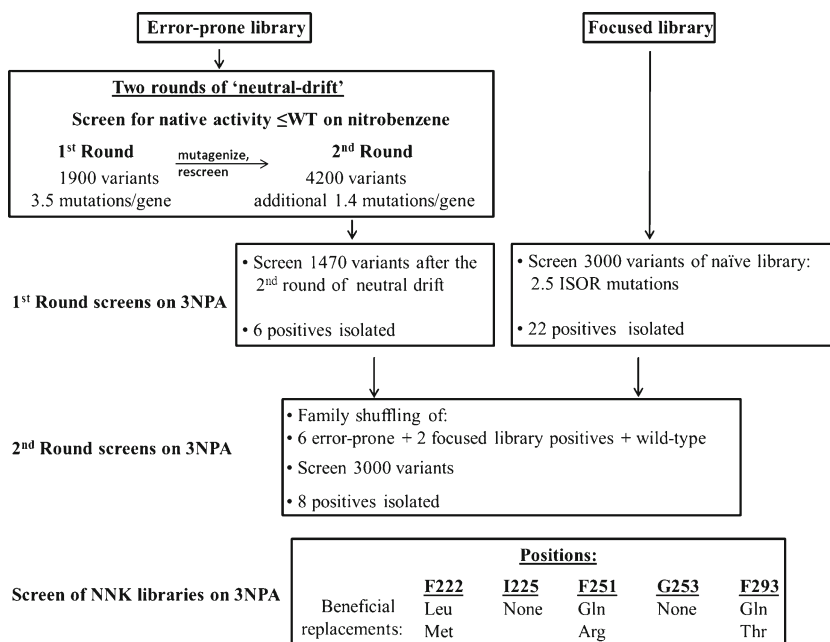 Error-prone library
Focused library
Two rounds of ‘neutral-drift’
Screen for native activity ≤WT on nitrobenzene
1st Round
mutagenize,
rescreen
2nd Round
1900 variants
4200 variants
3.5 mutations/gene
additional 1.4 mutations/gene
1st Round screens on 3NPA
• Screen 1470 variants after the
2nd round of neutral drift
• 6 positives isolated
• Screen 3000 variants of naïve library:
2.5 ISOR mutations
• 22 positives isolated
2nd Round screens on 3NPA
• Family shuffling of:
• 6 error-prone + 2 focused library positives + wild-type
• Screen 3000 variants
• 8 positives isolated
Screen of NNK libraries on 3NPA
Positions:
F222 I225 F251 G253 F293
Beneficial Leu None Gln None Gln
replacements: Met Arg Thr